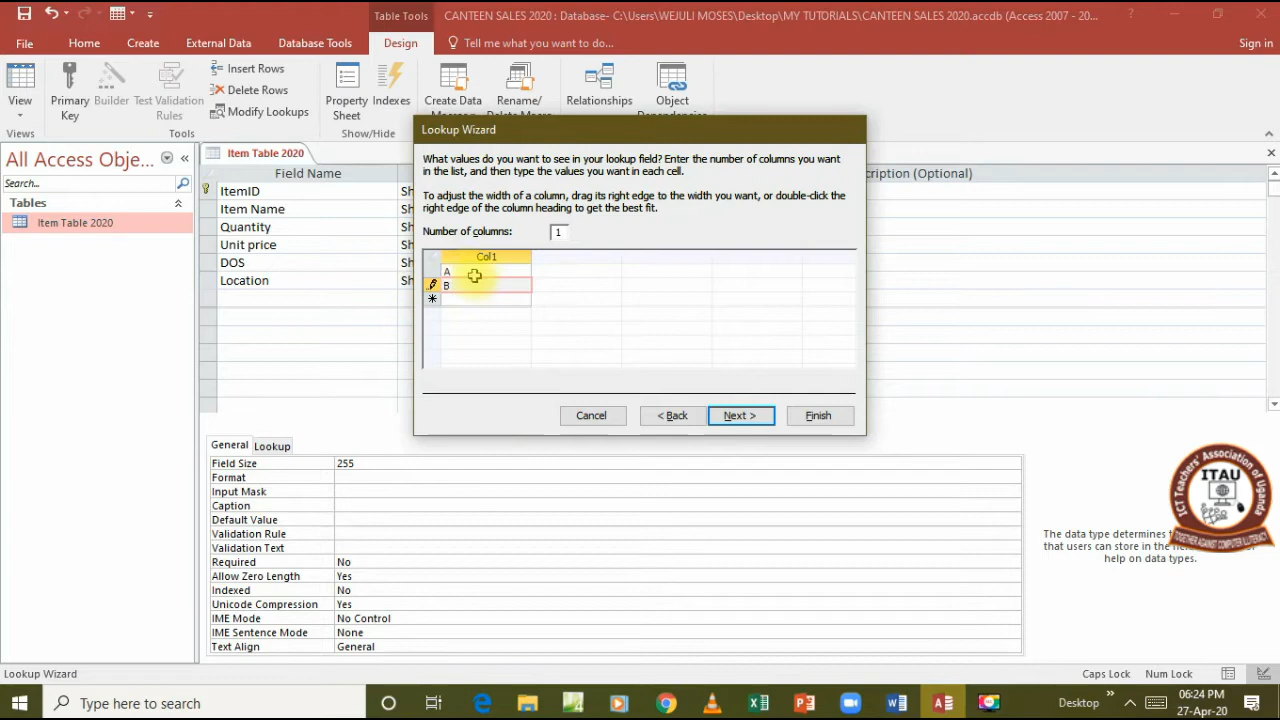 Table Tools
CANTEEN SALES 2020 : Database- C:\Users\WEJULI MOSES\Desktop\MY TUTORIALS\CANTEEN SALES 2020.accdb (Access 2007 - 20...
File
Home
Create
External Data
Database Tools
Design
Tell me what you want to do...
Sign in
View
Primary Key
Builder
Test Validation Rules
Insert Rows
Delete Rows
Modify Lookups
Property Sheet
Indexes
Create Data
Rename/
Relationships
Object
Views
Tools
Show/Hide
All Access Obje...
Search...
Tables
Item Table 2020
Item Table 2020
Field Name
cription (Optional)
ItemID Sh
Item Name Sh
Quantity Sh
Unit price Sh
DOS Sh
Location Sh
Lookup Wizard
What values do you want to see in your lookup field? Enter the number of columns you want
in the list, and then type the values you want in each cell.
To adjust the width of a column, drag its right edge to the width you want, or double-click the
right edge of the column heading to get the best fit.
Number of columns: 1
Col1
A
B
Cancel
< Back
Next >
Finish
General
Lookup
Field Size 255
Format
Input Mask
Caption
Default Value
Validation Rule
Validation Text
Required No
Allow Zero Length Yes
Indexed No
Unicode Compression Yes
IME Mode No Control
IME Sentence Mode None
Text Align General
The data type determines
that users can store in the
help on data types.
ICT Teachers' Association of Uganda
ITAU
TOGETHER AGAINST COMPUTER ILLITERACY
Lookup Wizard
Caps Lock
Num Lock
Type here to search
Desktop
06:24 PM
27-Apr-20